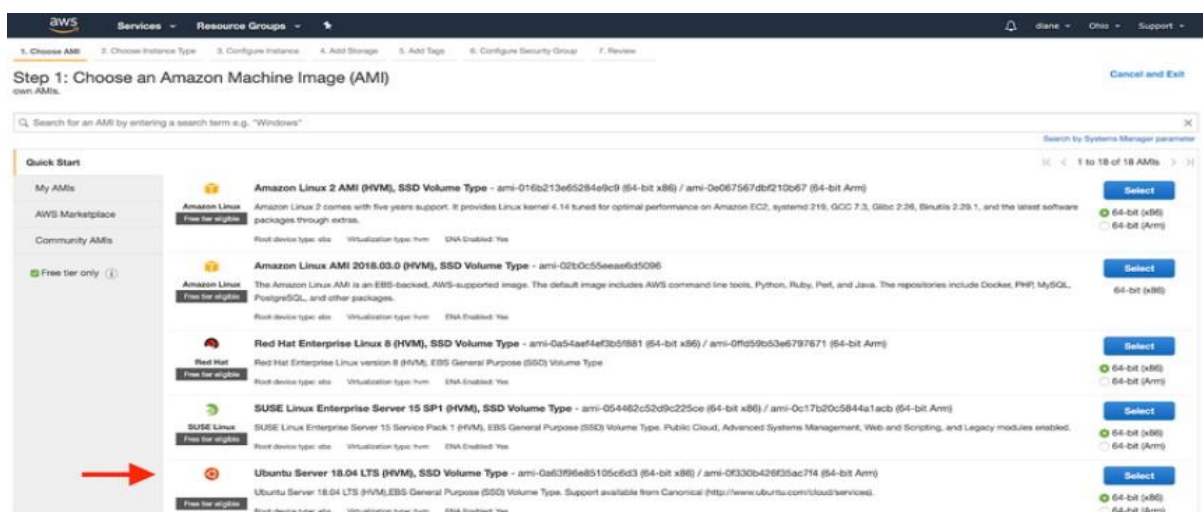 aws Services Resource Groups diane Ohio Support
1. Choose AMI 2. Choose Instance Type 3. Configure Instance 4. Add Storage 5. Add Tags 6. Configure Security Group 7. Review
Step 1: Choose an Amazon Machine Image (AMI)
Cancel and Exit
own AMIs.
Search for an AMI by entering a search term e.g. "Windows"
Search by Systems Manager parameter
Quick Start
1 to 18 of 18 AMIs
My AMIs
AWS Marketplace
Community AMIs
Free tier only
Amazon Linux
Free tier eligible
Amazon Linux 2 AMI (HVM), SSD Volume Type - ami-016b213e65284e9c9 (64-bit x86) / ami-0e067567dbf210b67 (64-bit Arm)
Amazon Linux 2 comes with five years support. It provides Linux kernel 4.14 tuned for optimal performance on Amazon EC2, systemd 219, GCC 7.3, Glibc 2.26, Binutils 2.29.1, and the latest software
packages through extras.
Root device type: ebs Virtualization type: hvm ENA Enabled: Yes
Select
64-bit (x86)
64-bit (Arm)
Amazon Linux
Free tier eligible
Amazon Linux AMI 2018.03.0 (HVM), SSD Volume Type - ami-02b0c55eeae6d5096
The Amazon Linux AMI is an EBS-backed, AWS-supported image. The default image includes AWS command line tools, Python, Ruby, Perl, and Java. The repositories include Docker, PHP, MySQL,
PostgreSQL, and other packages.
Root device type: ebs Virtualization type: hvm ENA Enabled: Yes
Select
64-bit (x86)
Red Hat
Free tier eligible
Red Hat Enterprise Linux 8 (HVM), SSD Volume Type - ami-0a54aef4ef3b5f881 (64-bit x86) / ami-0ffd59b53e6797671 (64-bit Arm)
Red Hat Enterprise Linux version 8 (HVM), EBS General Purpose (SSD) Volume Type
Root device type: ebs Virtualization type: hvm ENA Enabled: Yes
Select
64-bit (x86)
64-bit (Arm)
SUSE Linux
Free tier eligible
SUSE Linux Enterprise Server 15 SP1 (HVM), SSD Volume Type - ami-054462c52d9c225ce (64-bit x86) / ami-0c17b20c5844a1acb (64-bit Arm)
SUSE Linux Enterprise Server 15 Service Pack 1 (HVM), EBS General Purpose (SSD) Volume Type. Public Cloud, Advanced Systems Management, Web and Scripting, and Legacy modules enabled.
Root device type: ebs Virtualization type: hvm ENA Enabled: Yes
Select
64-bit (x86)
64-bit (Arm)
Free tier eligible
Ubuntu Server 18.04 LTS (HVM), SSD Volume Type - ami-0a63f96e85105c6d3 (64-bit x86) / ami-0f330b426f35ac7f4 (64-bit Arm)
Ubuntu Server 18.04 LTS (HVM),EBS General Purpose (SSD) Volume Type. Support available from Canonical (http://www.ubuntu.com/cloud/services).
Root device type: ebs Virtualization type: hvm ENA Enabled: Yes
Select
64-bit (x86)
64-bit (Arm)